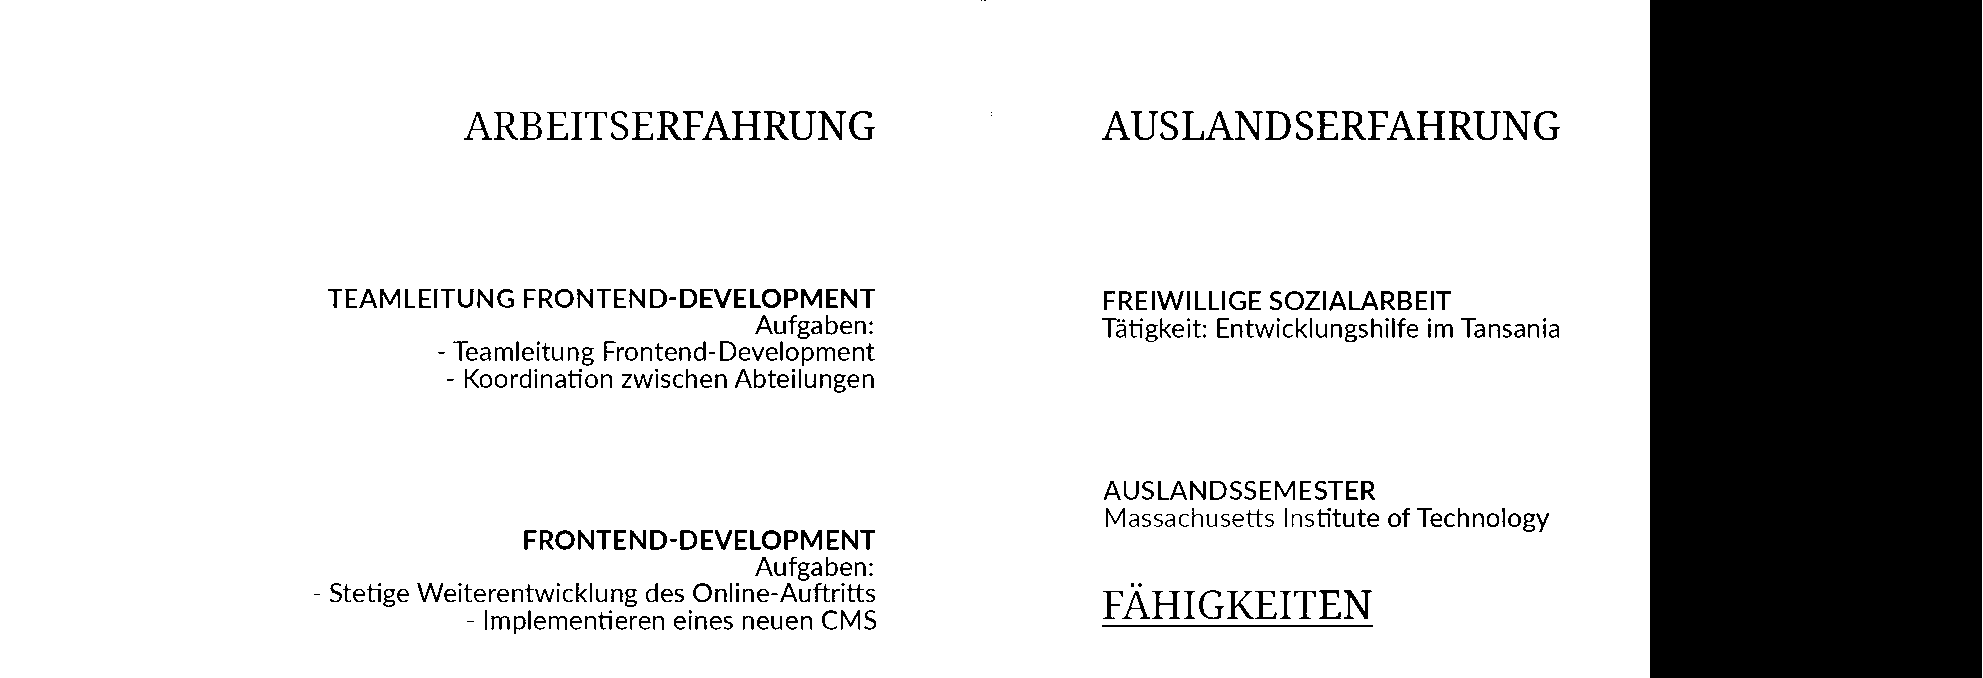 ARBEITSERFAHRUNG
TEAMLEITUNG FRONTEND-DEVELOPMENT
Aufgaben:
- Teamleitung Frontend-Development
- Koordination zwischen Abteilungen
FRONTEND-DEVELOPMENT
Aufgaben:
- Stetige Weiterentwicklung des Online-Auftritts
- Implementieren eines neuen CMS
AUSLANDSERFAHRUNG
FREIWILLIGE SOZIALARBEIT
Tätigkeit: Entwicklungshilfe im Tansania
AUSLANDSSEMESTER
Massachusetts Institute of Technology
FÄHIGKEITEN